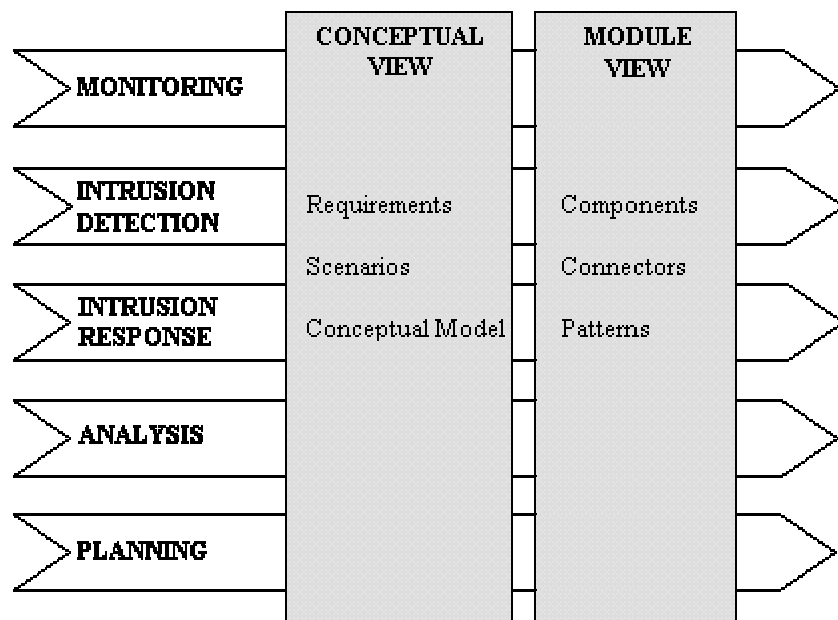 CONCEPTUAL
VIEW
MODULE
VIEW
MONITORING
INTRUSION
DETECTION
Requirements
Components
Scenarios
Connectors
INTRUSION
RESPONSE
Conceptual Model
Patterns
ANALYSIS
PLANNING